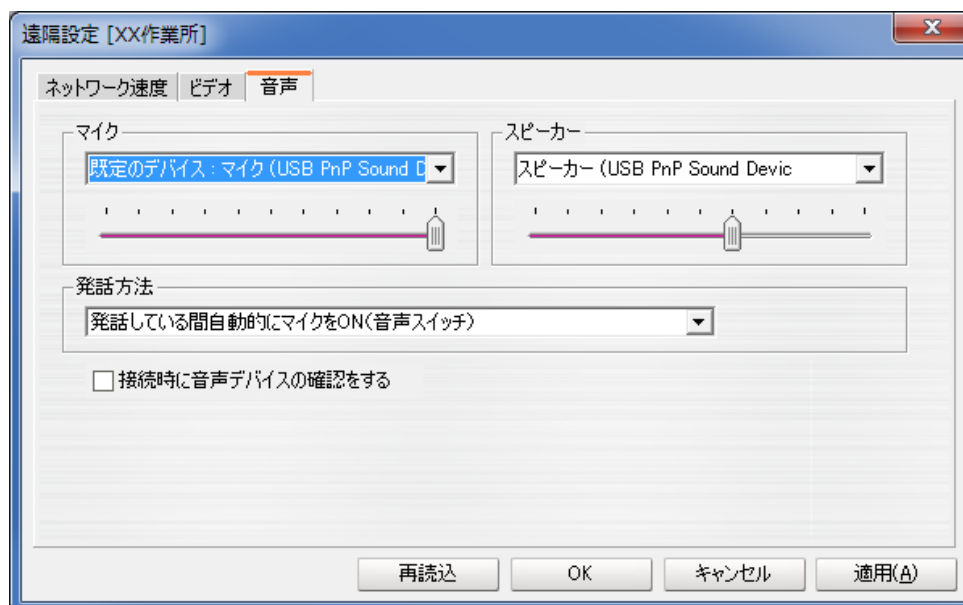 遠隔設定 [XX作業所]
ネットワーク速度 ビデオ 音声
マイク
既定のデバイス : マイク (USB PnP Sound D
スピーカー
スピーカー (USB PnP Sound Devic
発話方法
発話している間自動的にマイクをON(音声スイッチ)
接続時に音声デバイスの確認をする
再読込 OK キャンセル 適用(A)